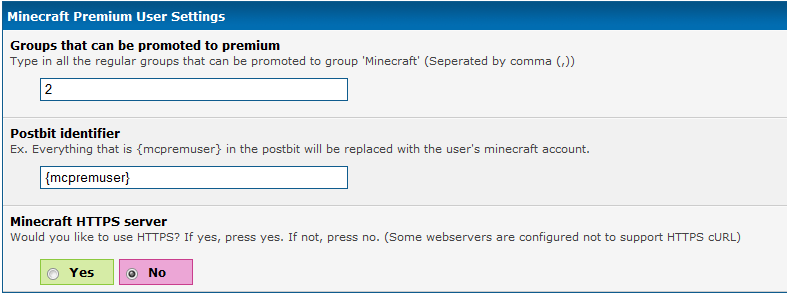 Minecraft Premium User Settings
Groups that can be promoted to premium
Type in all the regular groups that can be promoted to group 'Minecraft' (Seperated by comma (,))
2
Postbit identifier
Ex. Everything that is {mcpremuser} in the postbit will be replaced with the user's minecraft account.
{mcpremuser}
Minecraft HTTPS server
Would you like to use HTTPS? If yes, press yes. If not, press no. (Some webservers are configured not to support HTTPS cURL)
Yes No